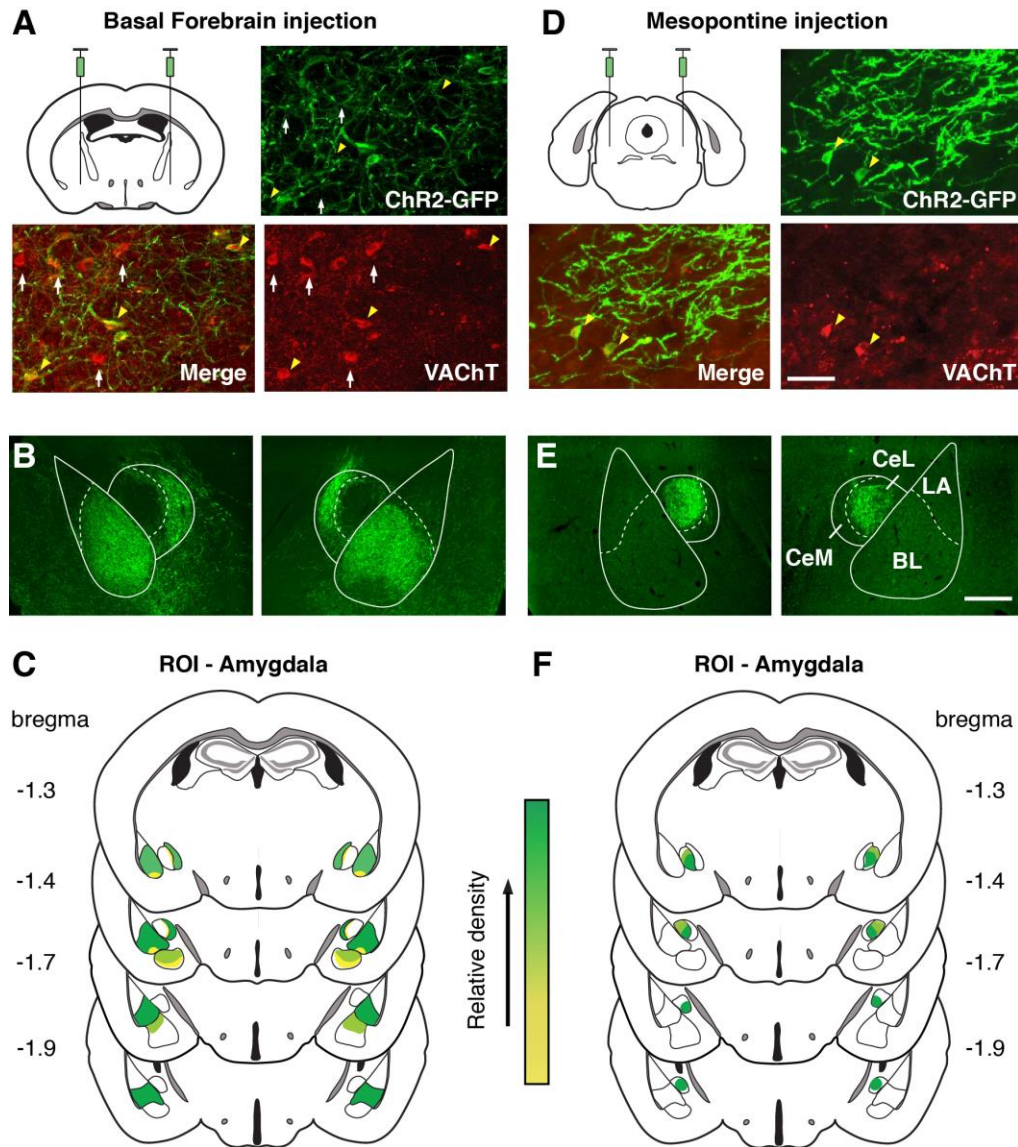 A
Basal Forebrain injection
ChR2-GFP
Merge
VAChT
D
Mesopontine injection
ChR2-GFP
Merge
VAChT
B
E
CeL
LA
CeM
BL
C
ROI - Amygdala
bregma
-1.3
-1.4
-1.7
-1.9
Relative density
F
ROI - Amygdala
bregma
-1.3
-1.4
-1.7
-1.9